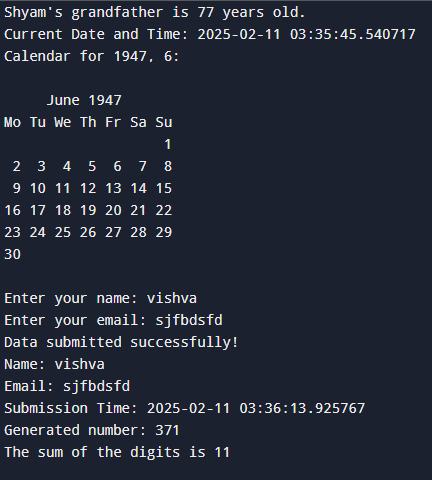 Shyam's grandfather is 77 years old.
Current Date and Time: 2025-02-11 03:35:45.540717
Calendar for 1947, 6:

     June 1947
Mo Tu We Th Fr Sa Su
                   1
 2  3  4  5  6  7  8
 9 10 11 12 13 14 15
16 17 18 19 20 21 22
23 24 25 26 27 28 29
30

Enter your name: vishva
Enter your email: sjfbdsfd
Data submitted successfully!
Name: vishva
Email: sjfbdsfd
Submission Time: 2025-02-11 03:36:13.925767
Generated number: 371
The sum of the digits is 11